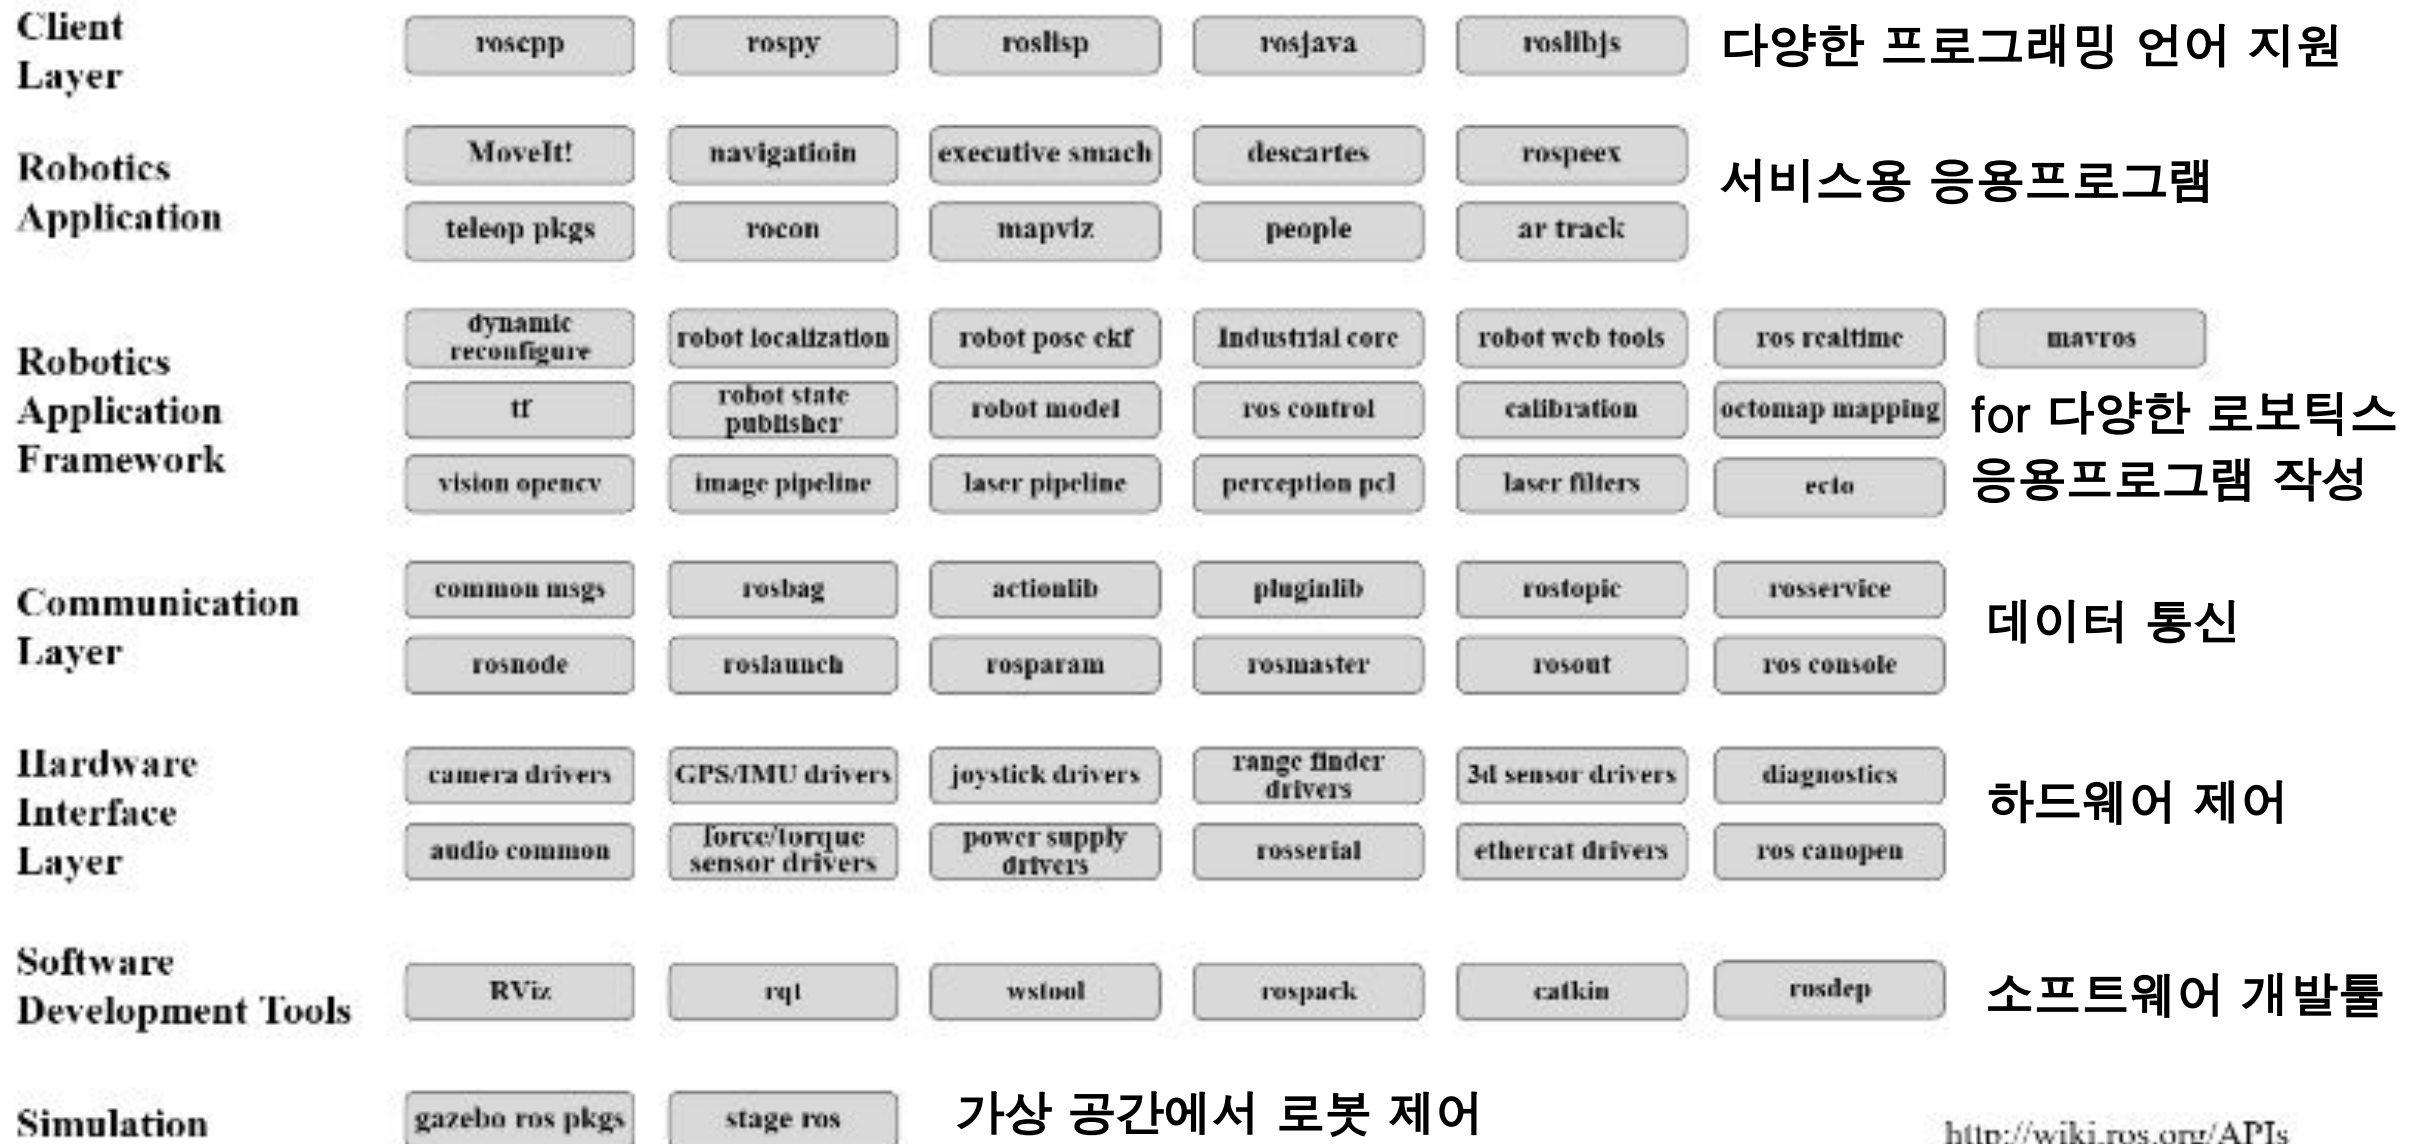 Client
Layer
roscpp rospy roslisp rosjava roslibjs 다양한 프로그래밍 언어 지원
Robotics
Application
MoveIt! navigatioin executive smach descartes rospeex
teleop pkgs rocon mapviz people ar track
서비스용 응용프로그램
Robotics
Application
Framework
dynamic
reconfigure
robot localization robot pose ekf Industrial core robot web tools ros realtime mavros
tf
robot state
publisher
robot model ros control calibration octomap mapping
vision opencv image pipeline laser pipeline perception pcl laser filters ecto
for 다양한 로보틱스
응용프로그램 작성
Communication
Layer
common msgs rosbag actionlib pluginlib rostopic rosservice
rosnode roslaunch rosparam rosmaster rosout ros console
데이터 통신
Hardware
Interface
Layer
camera drivers GPS/IMU drivers joystick drivers
range finder
drivers
3d sensor drivers diagnostics
audio common
force/torque
sensor drivers
power supply
drivers
rosserial ethercat drivers ros canopen
하드웨어 제어
Software
Development Tools
RViz rqt wstool rospack catkin rosdep
소프트웨어 개발툴
Simulation
gazebo ros pkgs stage ros 가상 공간에서 로봇 제어
http://wiki.ros.org/APIs